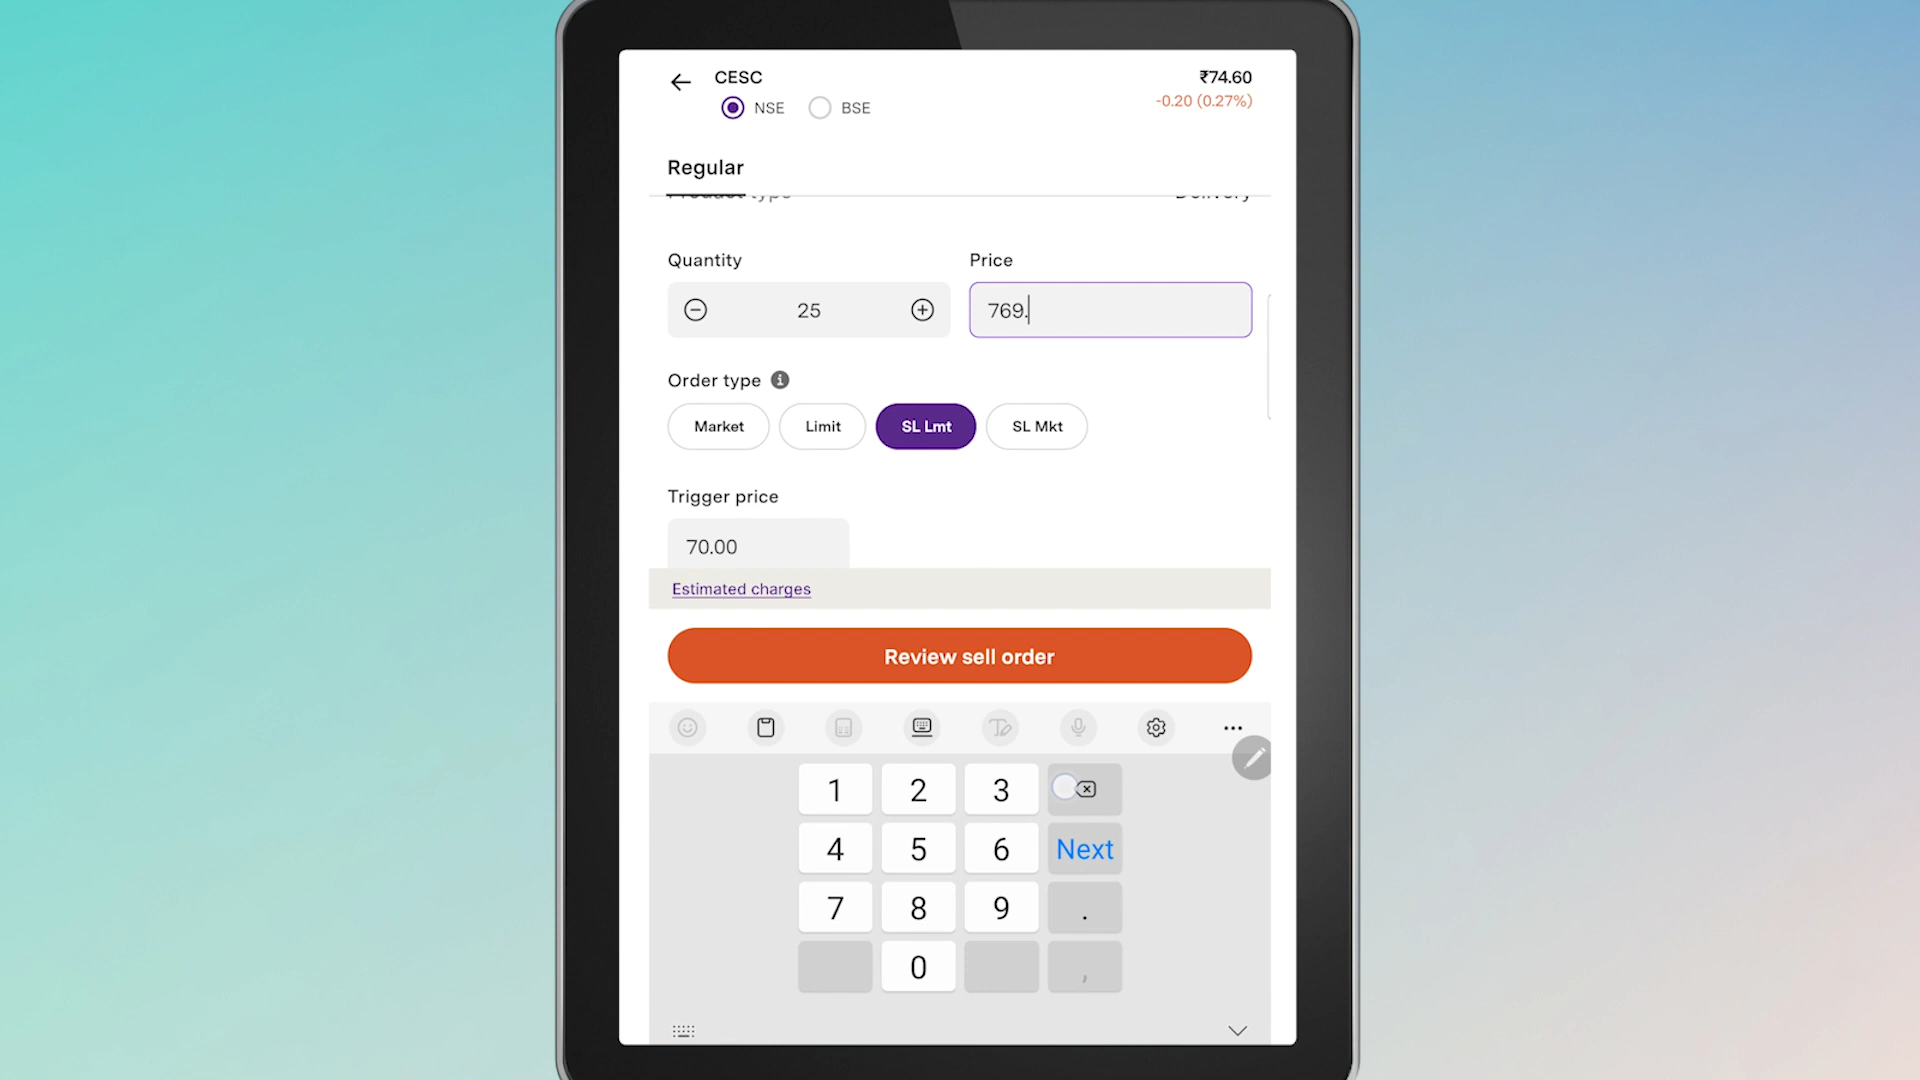 CESC
₹74.60
NSE
BSE
-0.20 (0.27%)
Regular
Product type
Delivery
Quantity
Price
25
769.
Order type
Market
Limit
SL Lmt
SL Mkt
Trigger price
70.00
Estimated charges
Review sell order
1 2 3
4 5 6 Next
7 8 9 .
0 ,